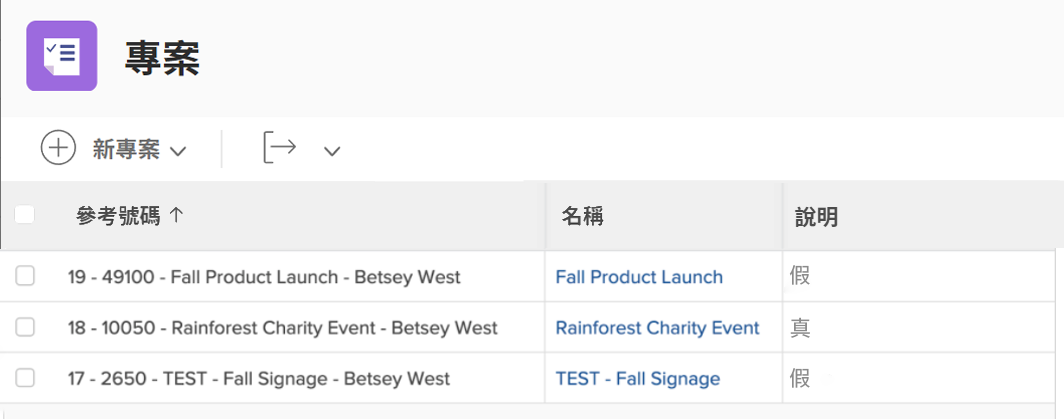 專案
新專案
參考號碼 ↑ 名稱 說明
19 - 49100 - Fall Product Launch - Betsey West Fall Product Launch 假
18 - 10050 - Rainforest Charity Event - Betsey West Rainforest Charity Event 真
17 - 2650 - TEST - Fall Signage - Betsey West TEST - Fall Signage 假